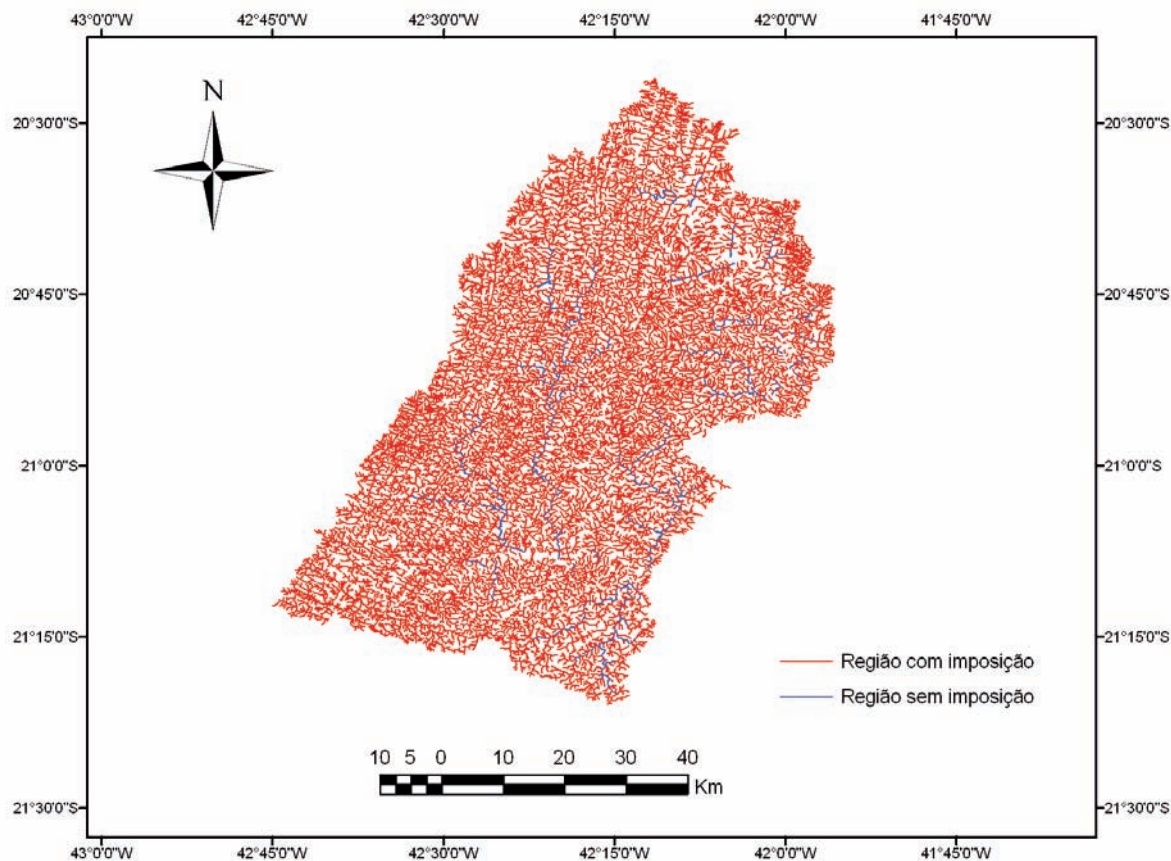 43°0'0"W 42°45'0"W 42°30'0"W 42°15'0"W 42°0'0"W 41°45'0"W
N
20°30'0"S 20°30'0"S
20°45'0"S 20°45'0"S
21°0'0"S 21°0'0"S
21°15'0"S 21°15'0"S
Região com imposição
Região sem imposição
10 5 0 10 20 30 40
Km
21°30'0"S 21°30'0"S
43°0'0"W 42°45'0"W 42°30'0"W 42°15'0"W 42°0'0"W 41°45'0"W